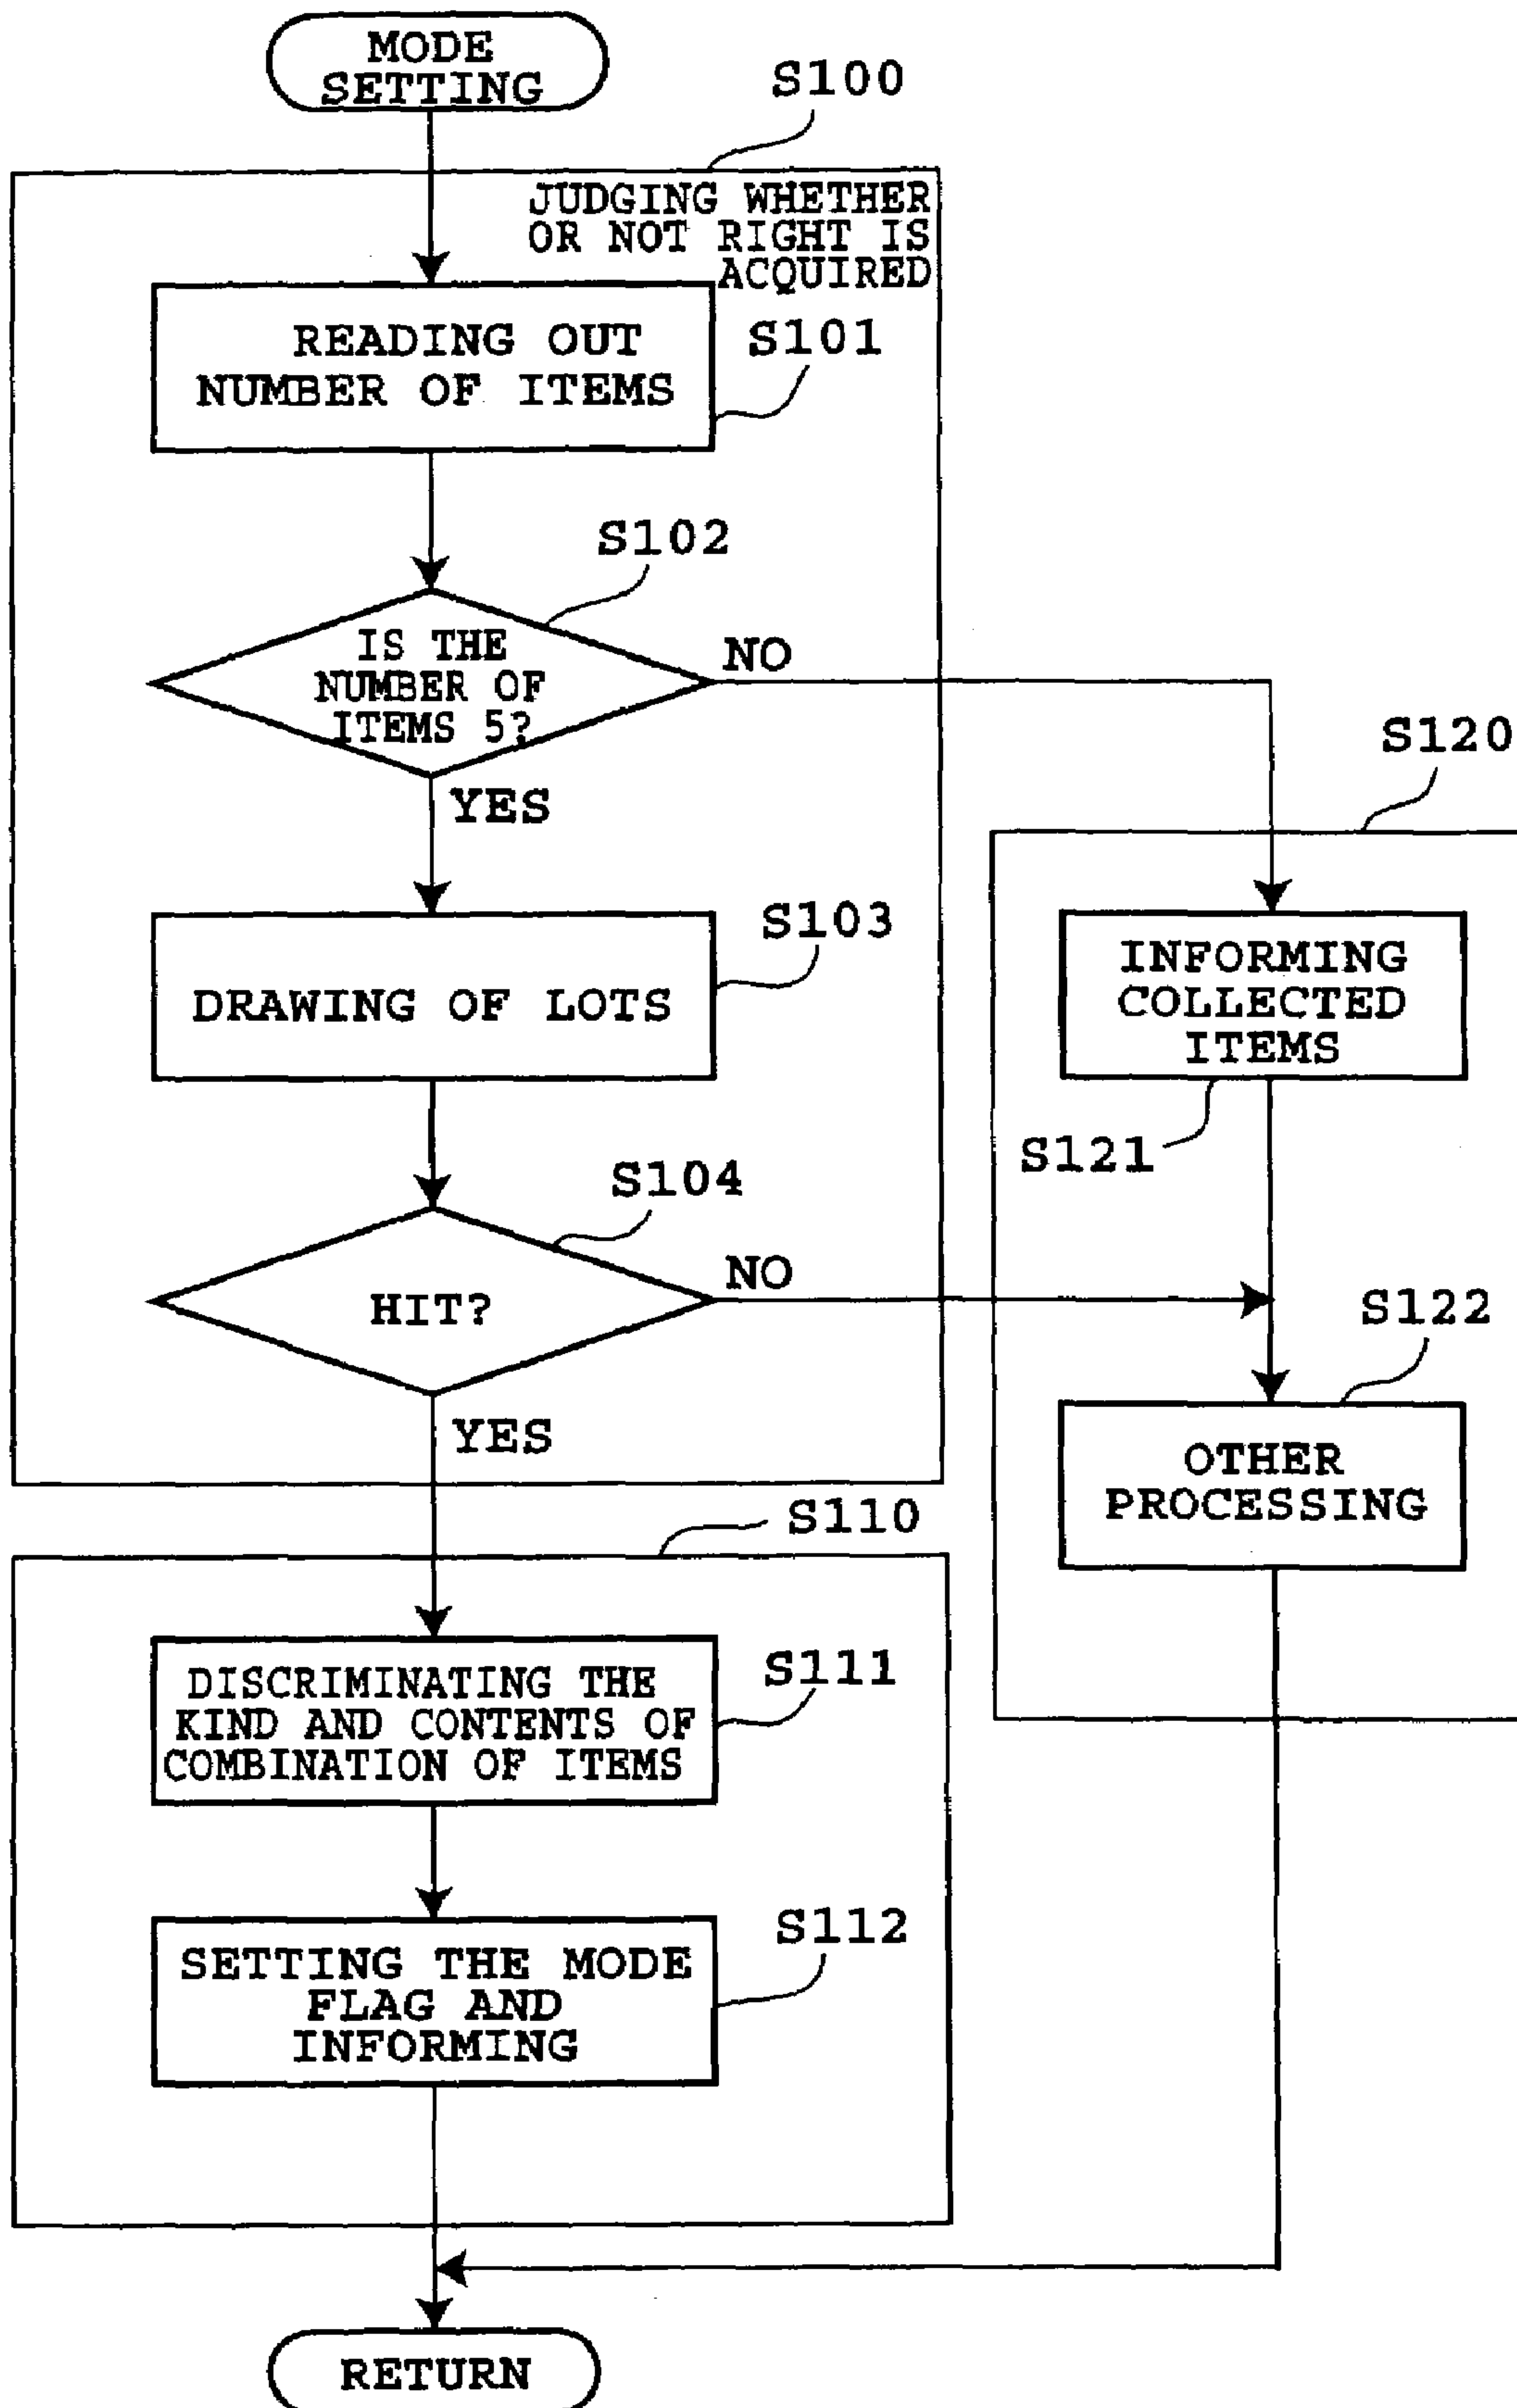 MODE
SETTING
S100
JUDGING WHETHER
OR NOT RIGHT IS
ACQUIRED
READING OUT
NUMBER OF ITEMS
S101
S102
IS THE
NUMBER OF
ITEMS 5?
NO
YES
S120
S103
DRAWING OF LOTS
INFORMING
COLLECTED
ITEMS
S121
S104
HIT?
NO
YES
S122
OTHER
PROCESSING
S110
S111
DISCRIMINATING THE
KIND AND CONTENTS OF
COMBINATION OF ITEMS
S112
SETTING THE MODE
FLAG AND
INFORMING
RETURN